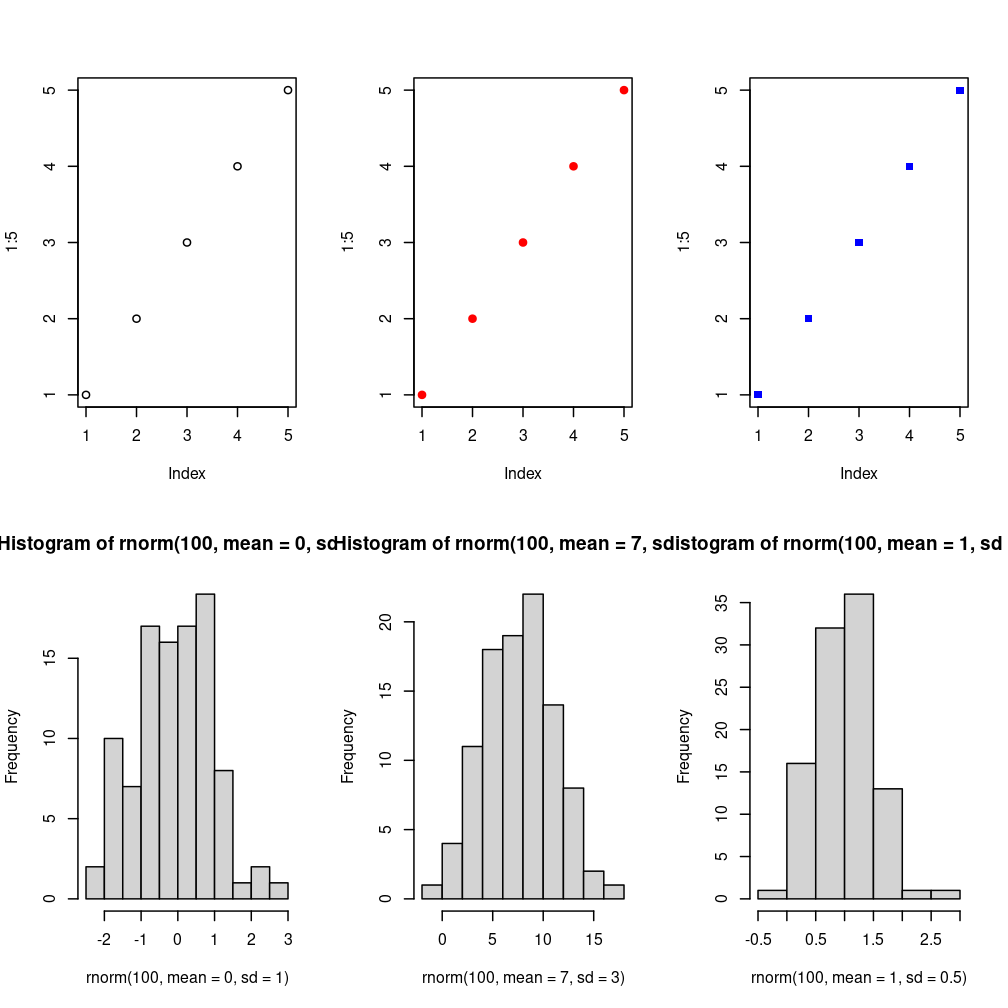 1:5
5
4
3
2
1
1 2 3 4 5
Index
1:5
5
4
3
2
1
1 2 3 4 5
Index
1:5
5
4
3
2
1
1 2 3 4 5
Index
Histogram of rnorm(100, mean = 0, sd
Histogram of rnorm(100, mean = 7, sd
istogram of rnorm(100, mean = 1, sd
Frequency
15
10
5
0
-2 -1 0 1 2 3
rnorm(100, mean = 0, sd = 1)
Frequency
20
15
10
5
0
0 5 10 15
rnorm(100, mean = 7, sd = 3)
Frequency
35
30
25
20
15
10
5
0
-0.5 0.5 1.5 2.5
rnorm(100, mean = 1, sd = 0.5)